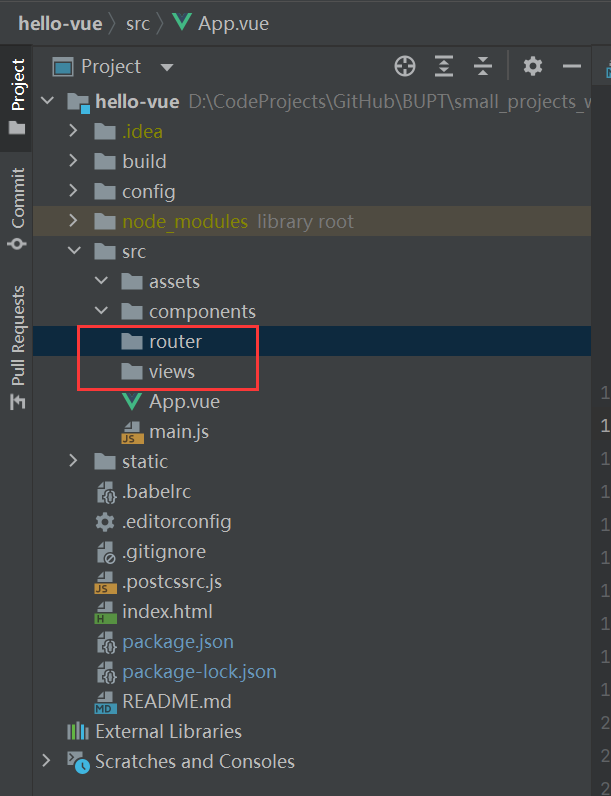 hello-vue src App.vue
Project
Project
Commit
Pull Requests
hello-vue D:\CodeProjects\GitHub\BUPT\small_projects_w
.idea
build
config
node_modules library root
src
assets
components
router
views
App.vue
main.js
static
.babelrc
.editorconfig
.gitignore
.postcssrc.js
index.html
package.json
package-lock.json
README.md
External Libraries
Scratches and Consoles